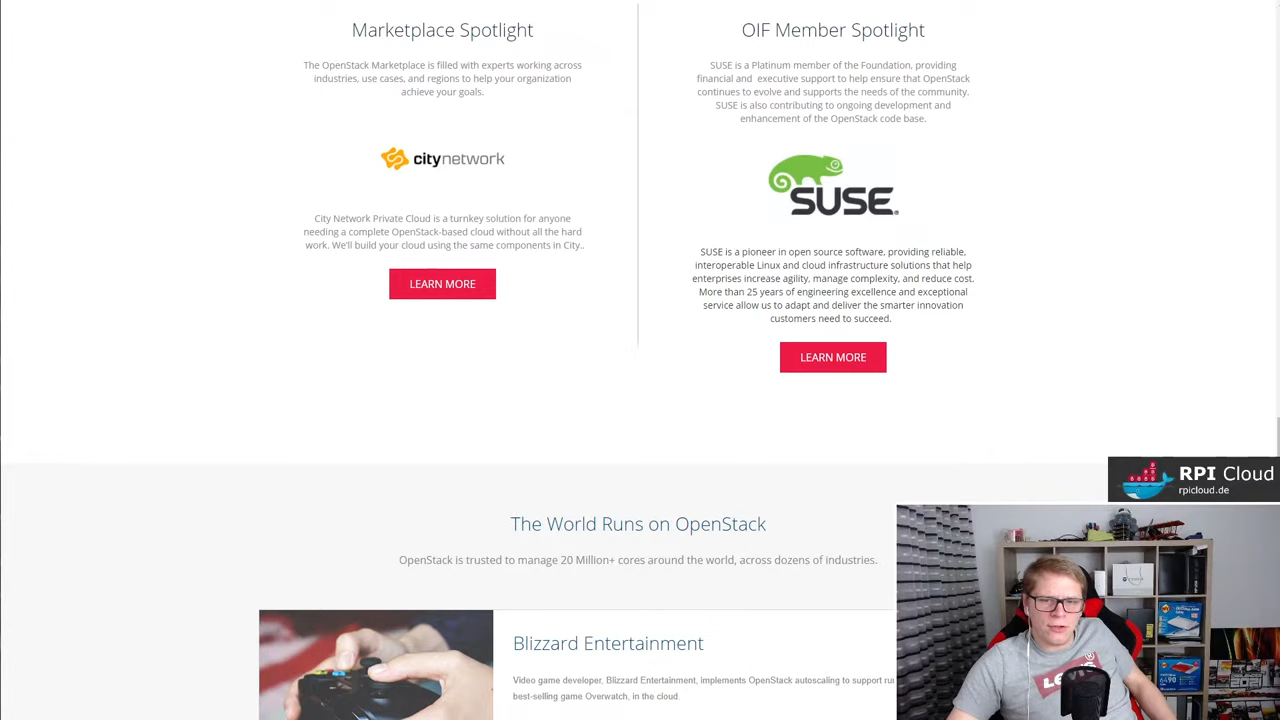 Marketplace Spotlight
The OpenStack Marketplace is filled with experts working across
industries, use cases, and regions to help your organization
achieve your goals.
citynetwork
City Network Private Cloud is a turnkey solution for anyone
needing a complete OpenStack-based cloud without all the hard
work. We'll build your cloud using the same components in City..
LEARN MORE
OIF Member Spotlight
SUSE is a Platinum member of the Foundation, providing
financial and executive support to help ensure that OpenStack
continues to evolve and supports the needs of the community.
SUSE is also contributing to ongoing development and
enhancement of the OpenStack code base.
SUSE®
SUSE is a pioneer in open source software, providing reliable,
interoperable Linux and cloud infrastructure solutions that help
enterprises increase agility, manage complexity, and reduce cost.
More than 25 years of engineering excellence and exceptional
service allow us to adapt and deliver the smarter innovation
customers need to succeed.
LEARN MORE
RPI Cloud
rpicloud.de
The World Runs on OpenStack
OpenStack is trusted to manage 20 Million+ cores around the world, across dozens of industries.
Blizzard Entertainment
Video game developer, Blizzard Entertainment, implements OpenStack autoscaling to support
best-selling game Overwatch, in the cloud.